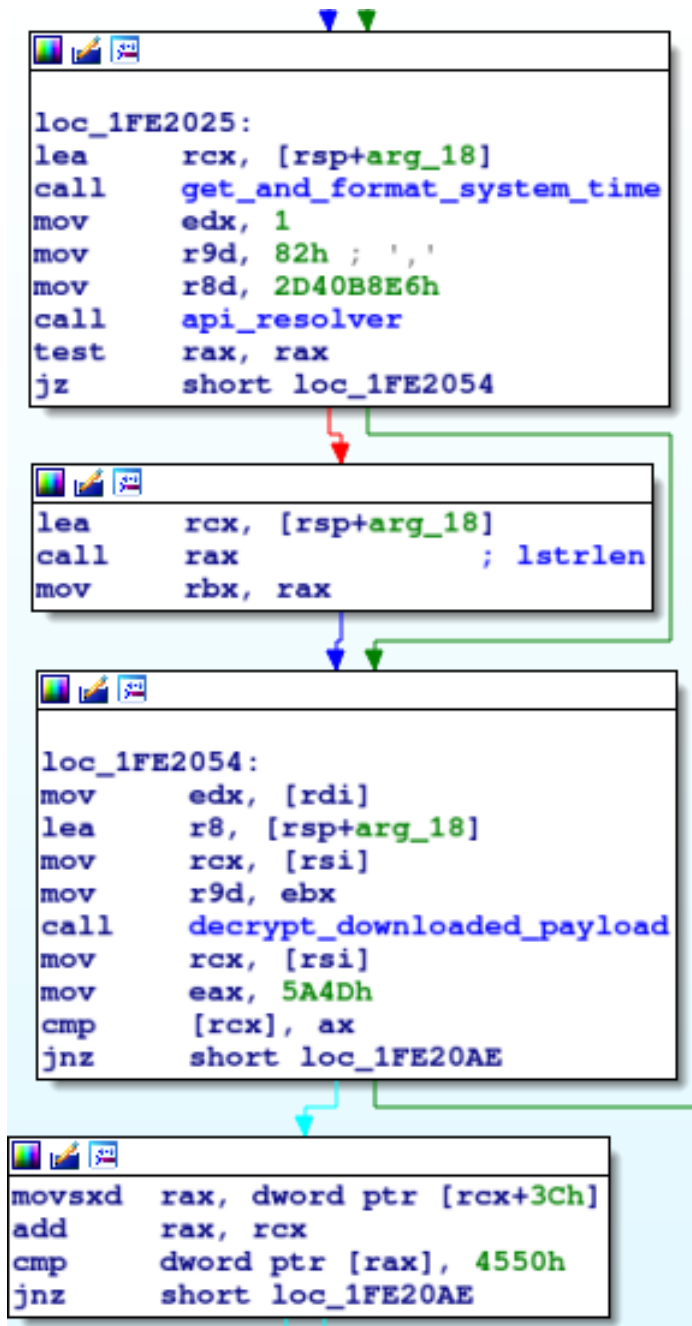 loc_1FE2025:
lea rcx, [rsp+arg_18]
call get_and_format_system_time
mov edx, 1
mov r9d, 82h ; ','
mov r8d, 2D40B8E6h
call api_resolver
test rax, rax
jz short loc_1FE2054
lea rcx, [rsp+arg_18]
call rax ; lstrlen
mov rbx, rax
loc_1FE2054:
mov edx, [rdi]
lea r8, [rsp+arg_18]
mov rcx, [rsi]
mov r9d, ebx
call decrypt_downloaded_payload
mov rcx, [rsi]
mov eax, 5A4Dh
cmp [rcx], ax
jnz short loc_1FE20AE
movsxd rax, dword ptr [rcx+3Ch]
add rax, rcx
cmp dword ptr [rax], 4550h
jnz short loc_1FE20AE